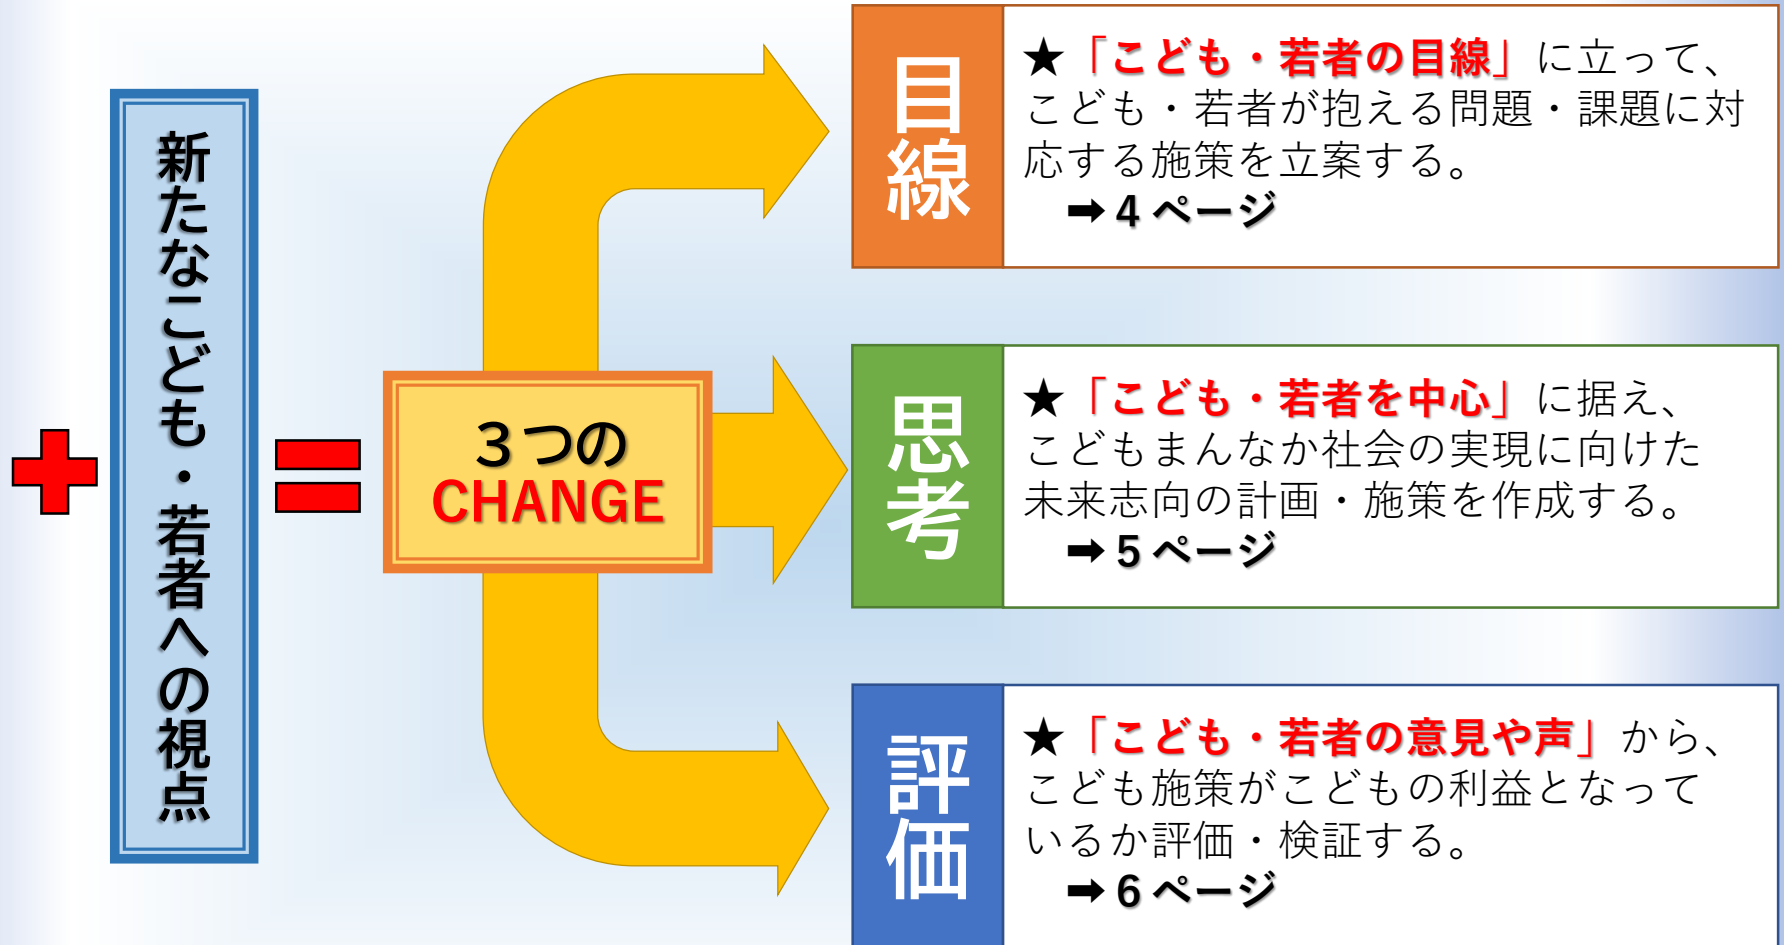 新たなこども・若者への視点
3つの
CHANGE
目線
★「こども・若者の目線」に立って、
こども・若者が抱える問題・課題に対
応する施策を立案する。
➡4 ページ
思考
★「こども・若者を中心」に据え、
こどもまんなか社会の実現に向けた
未来志向の計画・施策を作成する。
➡5 ページ
評価
★「こども・若者の意見や声」から、
こども施策がこどもの利益となって
いるか評価・検証する。
➡6 ページ